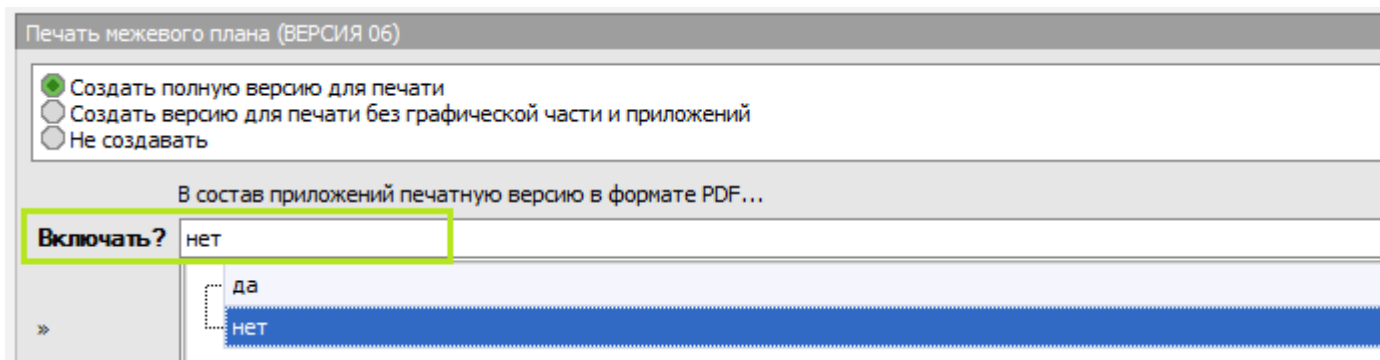 Печать межевого плана (ВЕРСИЯ 06)
Создать полную версию для печати
Создать версию для печати без графической части и приложений
Не создавать
В состав приложений печатную версию в формате PDF...
Включать? нет
да
» нет